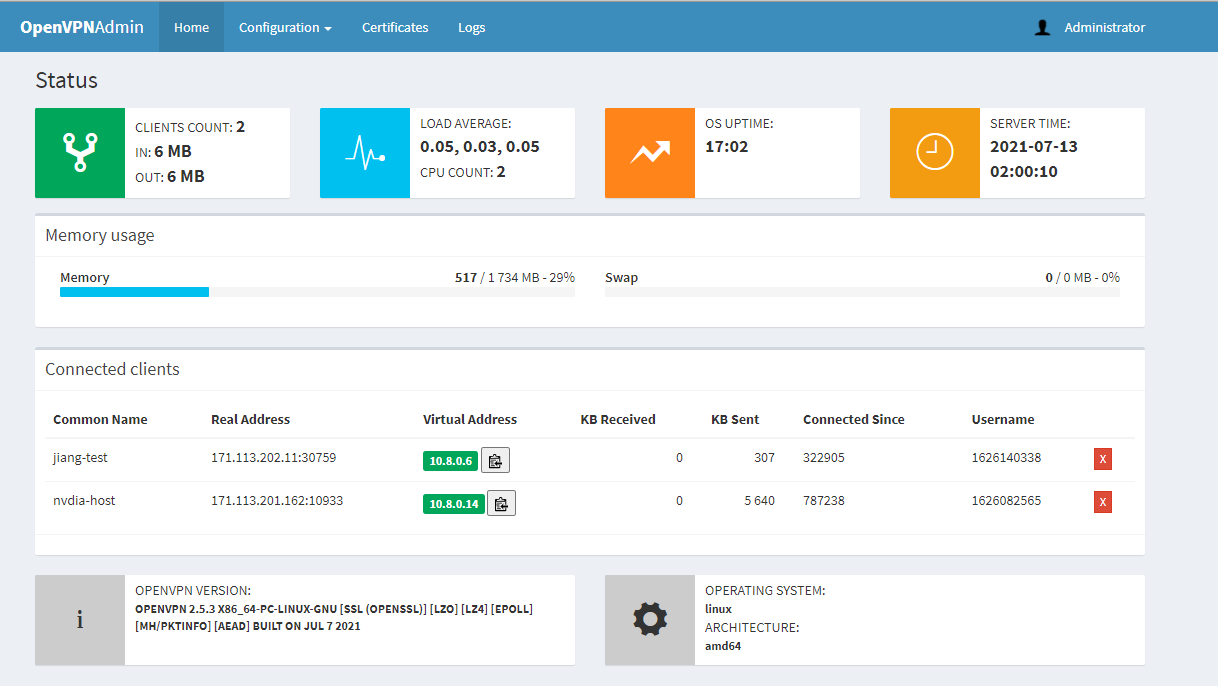 OpenVPNAdmin Home Configuration Certificates Logs Administrator
Status
CLIENTS COUNT: 2
IN: 6 MB
OUT: 6 MB
LOAD AVERAGE:
0.05, 0.03, 0.05
CPU COUNT: 2
OS UPTIME:
17:02
SERVER TIME:
2021-07-13
02:00:10
Memory usage
Memory 517 / 1 734 MB - 29%
Swap 0 / 0 MB - 0%
Connected clients
Common Name Real Address Virtual Address KB Received KB Sent Connected Since Username
jiang-test 171.113.202.11:30759 10.8.0.6 0 307 322905 1626140338 X
nvdia-host 171.113.201.162:10933 10.8.0.14 0 5 640 787238 1626082565 X
i
OPENVPN VERSION:
OPENVPN 2.5.3 X86_64-PC-LINUX-GNU [SSL (OPENSSL)] [LZO] [LZ4] [EPOLL]
[MH/PKTINFO] [AEAD] BUILT ON JUL 7 2021
OPERATING SYSTEM:
linux
ARCHITECTURE:
amd64